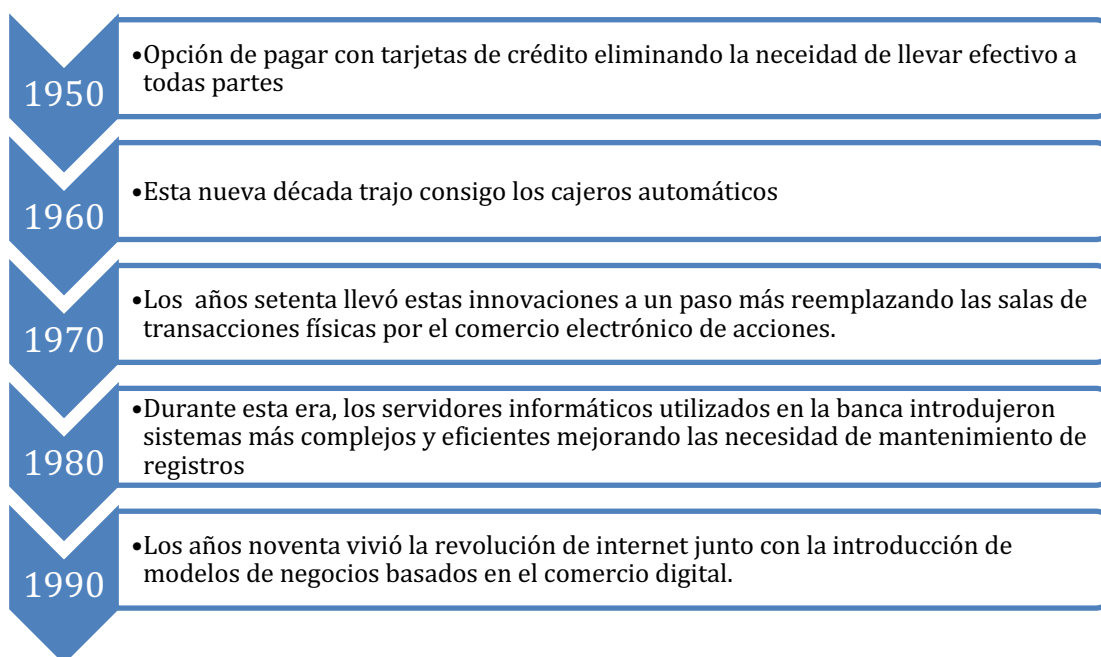 1950
•Opción de pagar con tarjetas de crédito eliminando la neceidad de llevar efectivo a
todas partes
1960
•Esta nueva década trajo consigo los cajeros automáticos
1970
•Los  años setenta llevó estas innovaciones a un paso más reemplazando las salas de
transacciones físicas por el comercio electrónico de acciones.
1980
•Durante esta era, los servidores informáticos utilizados en la banca introdujeron
sistemas más complejos y eficientes mejorando las necesidad de mantenimiento de
registros
1990
•Los años noventa vivió la revolución de internet junto con la introducción de
modelos de negocios basados en el comercio digital.